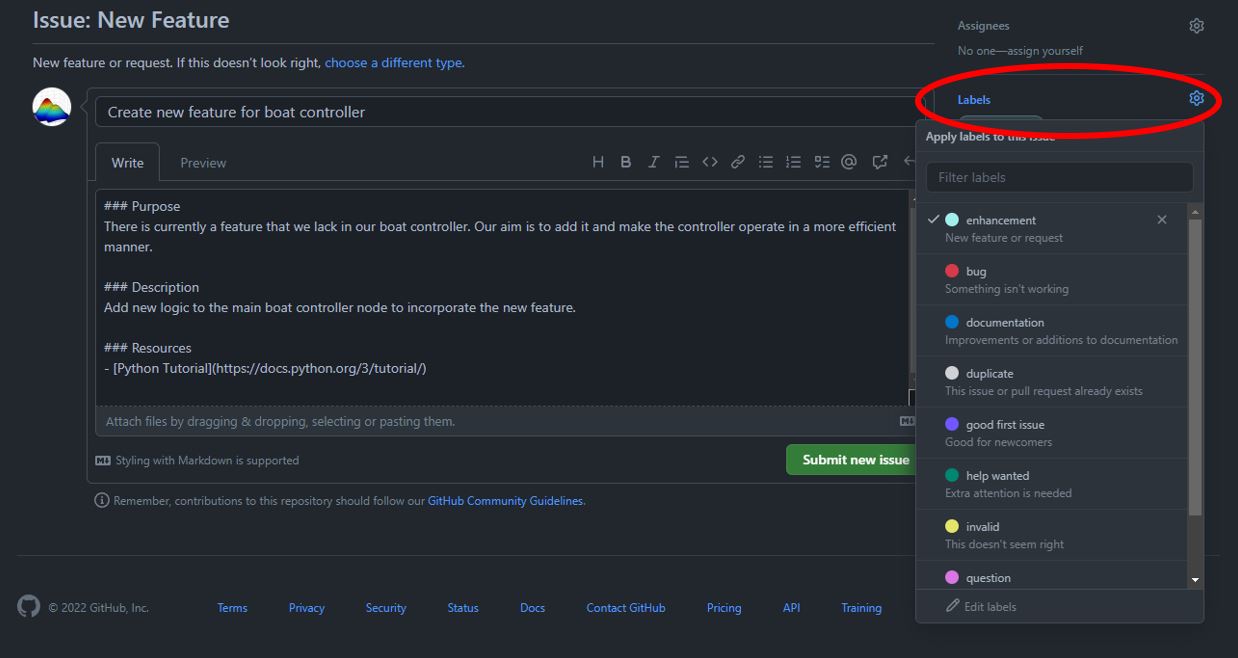 Issue: New Feature
New feature or request. If this doesn't look right, choose a different type.
Create new feature for boat controller
Write
Preview
### Purpose
There is currently a feature that we lack in our boat controller. Our aim is to add it and make the controller operate in a more efficient
manner.
### Description
Add new logic to the main boat controller node to incorporate the new feature.
### Resources
- [Python Tutorial](https://docs.python.org/3/tutorial/)
Attach files by dragging & dropping, selecting or pasting them.
Styling with Markdown is supported
Submit new issue
Remember, contributions to this repository should follow our GitHub Community Guidelines.
Assignees
No one—assign yourself
Labels
Apply labels to this issue
Filter labels
enhancement
New feature or request
bug
Something isn't working
documentation
Improvements or additions to documentation
duplicate
This issue or pull request already exists
good first issue
Good for newcomers
help wanted
Extra attention is needed
invalid
This doesn't seem right
question
Edit labels
© 2022 GitHub, Inc.
Terms
Privacy
Security
Status
Docs
Contact GitHub
Pricing
API
Training